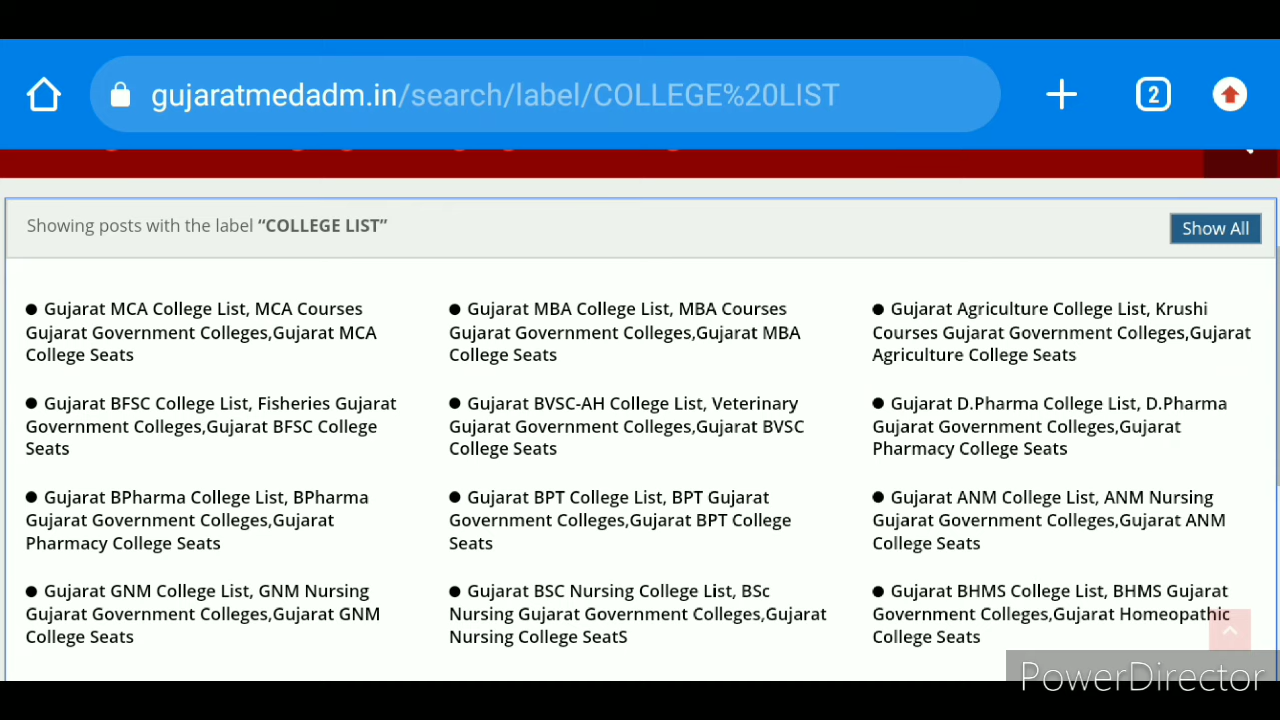 gujaratmedadm.in/search/label/COLLEGE%20LIST
2
Showing posts with the label “COLLEGE LIST”
Show All
● Gujarat MCA College List, MCA Courses
Gujarat Government Colleges,Gujarat MCA
College Seats
● Gujarat MBA College List, MBA Courses
Gujarat Government Colleges,Gujarat MBA
College Seats
● Gujarat Agriculture College List, Krushi
Courses Gujarat Government Colleges,Gujarat
Agriculture College Seats
● Gujarat BFSC College List, Fisheries Gujarat
Government Colleges,Gujarat BFSC College
Seats
● Gujarat BVSC-AH College List, Veterinary
Gujarat Government Colleges,Gujarat BVSC
College Seats
● Gujarat D.Pharma College List, D.Pharma
Gujarat Government Colleges,Gujarat
Pharmacy College Seats
● Gujarat BPharma College List, BPharma
Gujarat Government Colleges,Gujarat
Pharmacy College Seats
● Gujarat BPT College List, BPT Gujarat
Government Colleges,Gujarat BPT College
Seats
● Gujarat ANM College List, ANM Nursing
Gujarat Government Colleges,Gujarat ANM
College Seats
● Gujarat GNM College List, GNM Nursing
Gujarat Government Colleges,Gujarat GNM
College Seats
● Gujarat BSC Nursing College List, BSc
Nursing Gujarat Government Colleges,Gujarat
Nursing College SeatS
● Gujarat BHMS College List, BHMS Gujarat
Government Colleges,Gujarat Homeopathic
College Seats
PowerDirector